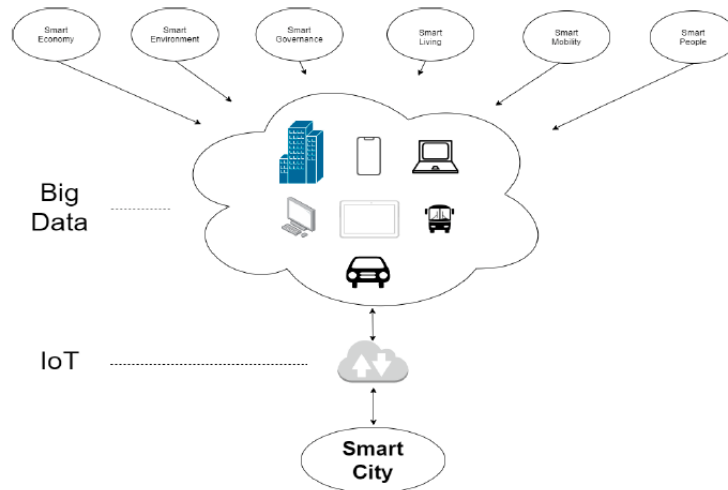 Smart
Economy
Smart
Environment
Smart
Governance
Smart
Living
Smart
Mobility
Smart
People
Big
Data
IoT
Smart
City